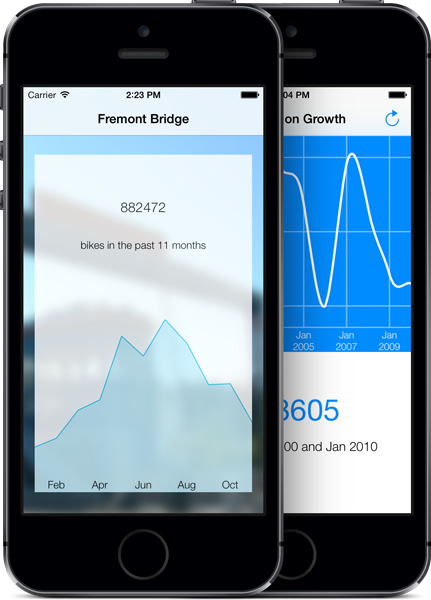 Carrier 2:23 PM
Fremont Bridge
882472
bikes in the past 11 months
Feb Apr Jun Aug Oct
:04 PM
on Growth
Jan 2005
Jan 2007
Jan 2009
3605
00 and Jan 2010